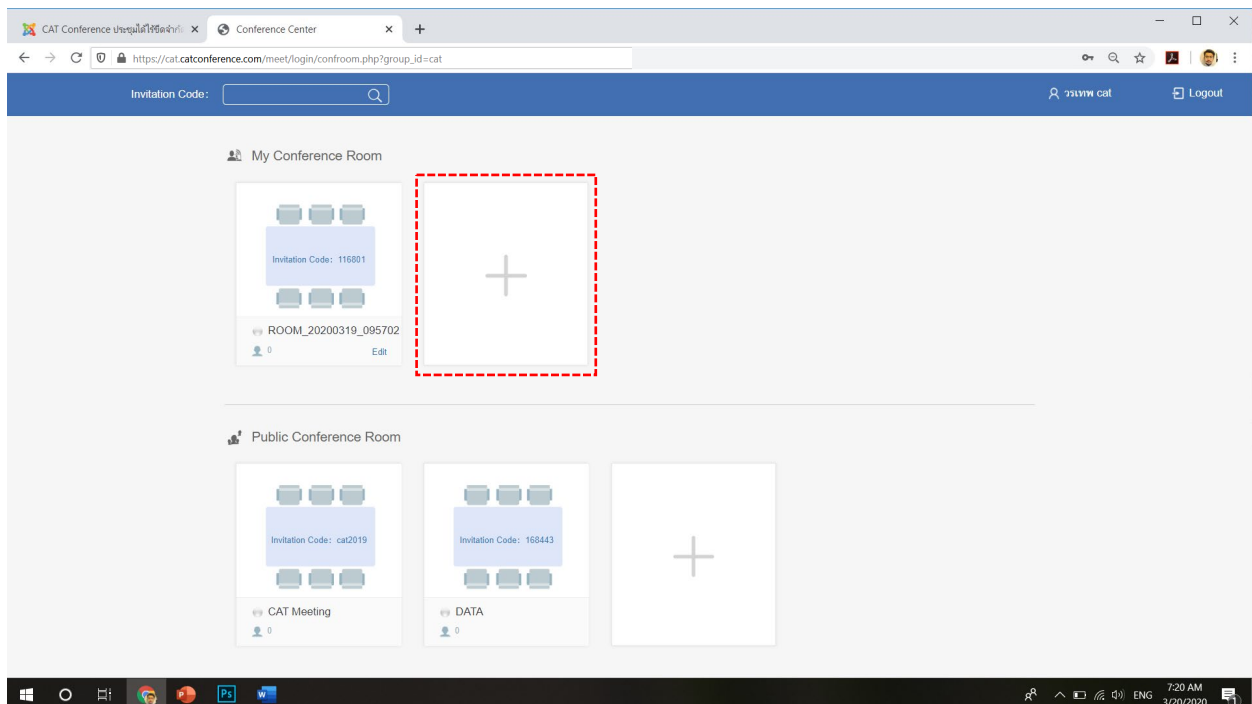 CAT Conference ประชุมได้ไร้ขีดจำกั
Conference Center
https://cat.catconference.com/meet/login/confroom.php?group_id=cat
Invitation Code:
วรเทพ cat
Logout
My Conference Room
Invitation Code: 116801
ROOM_20200319_095702
0
Edit
Public Conference Room
Invitation Code: cat2019
Invitation Code: 168443
CAT Meeting
DATA
0
0
Ps
W
ENG
7:20 AM
3/20/2020
1